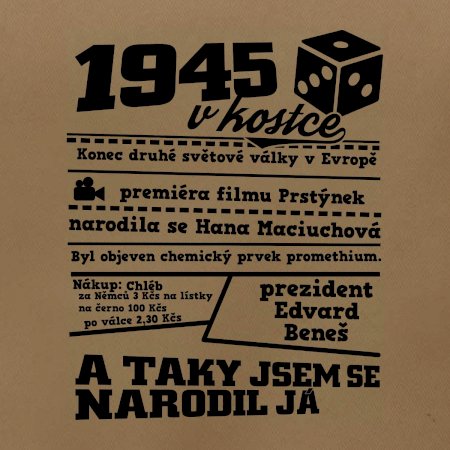 1945
v kostce
Konec druhé světové války v Evropě
premiéra filmu Prstýnek
narodila se Hana Maciuchová
Byl objeven chemický prvek promethium.
Nákup: Chléb
za Němců 3 Kčs na lístky
na černo 100 Kčs
po válce 2,30 Kčs
prezident
Edvard
Beneš
A TAKY JSEM SE
NARODIL JÁ